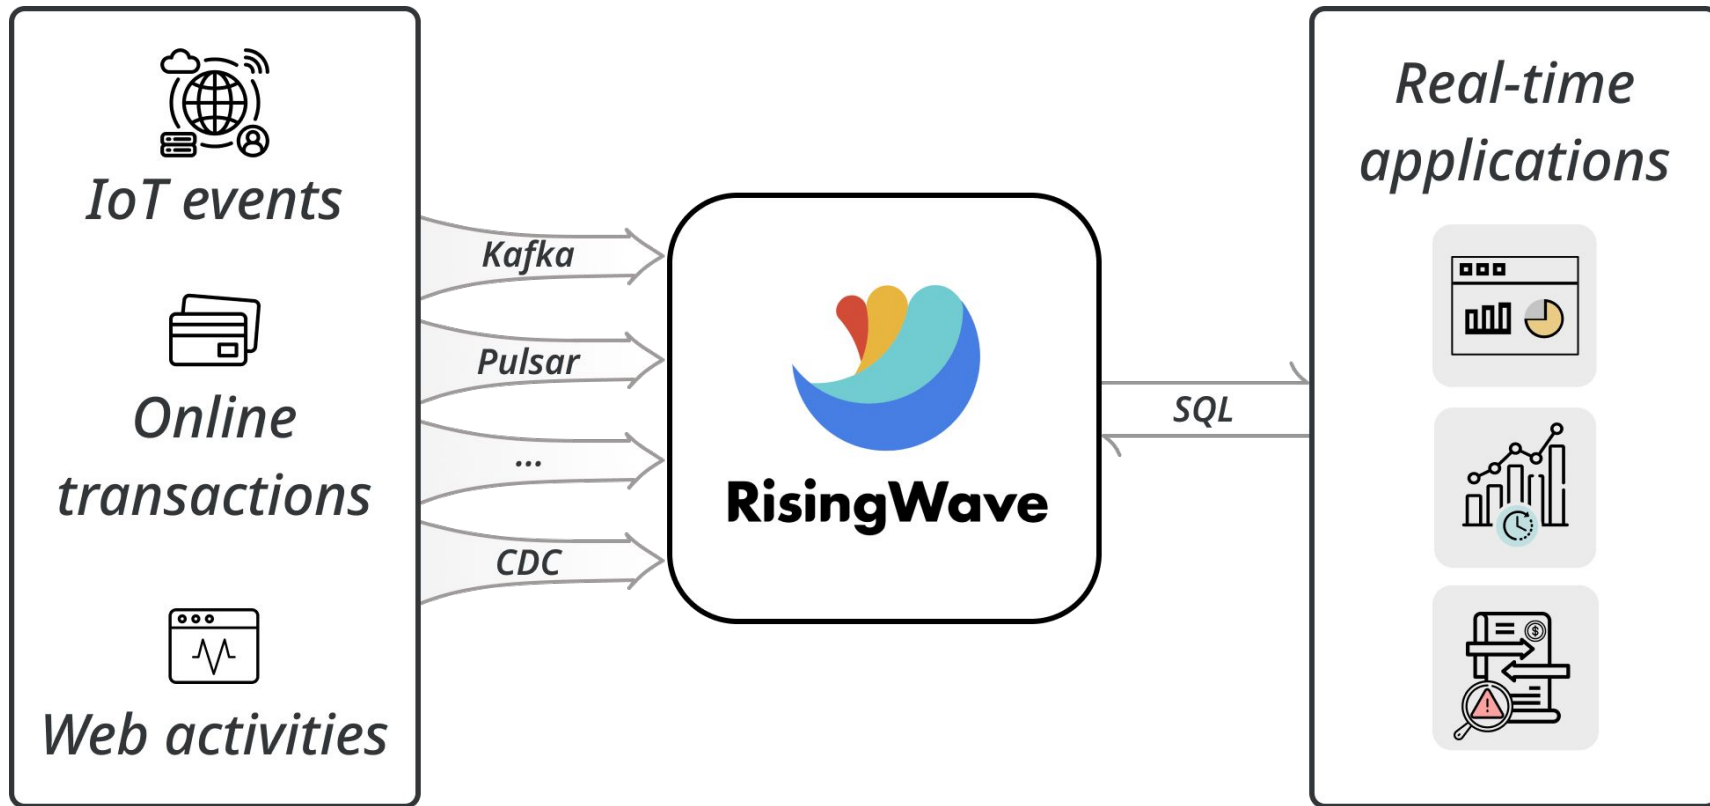 IoT events
Online
transactions
Web activities
Kafka
Pulsar
...
CDC
RisingWave
SQL
Real-time
applications
$
!